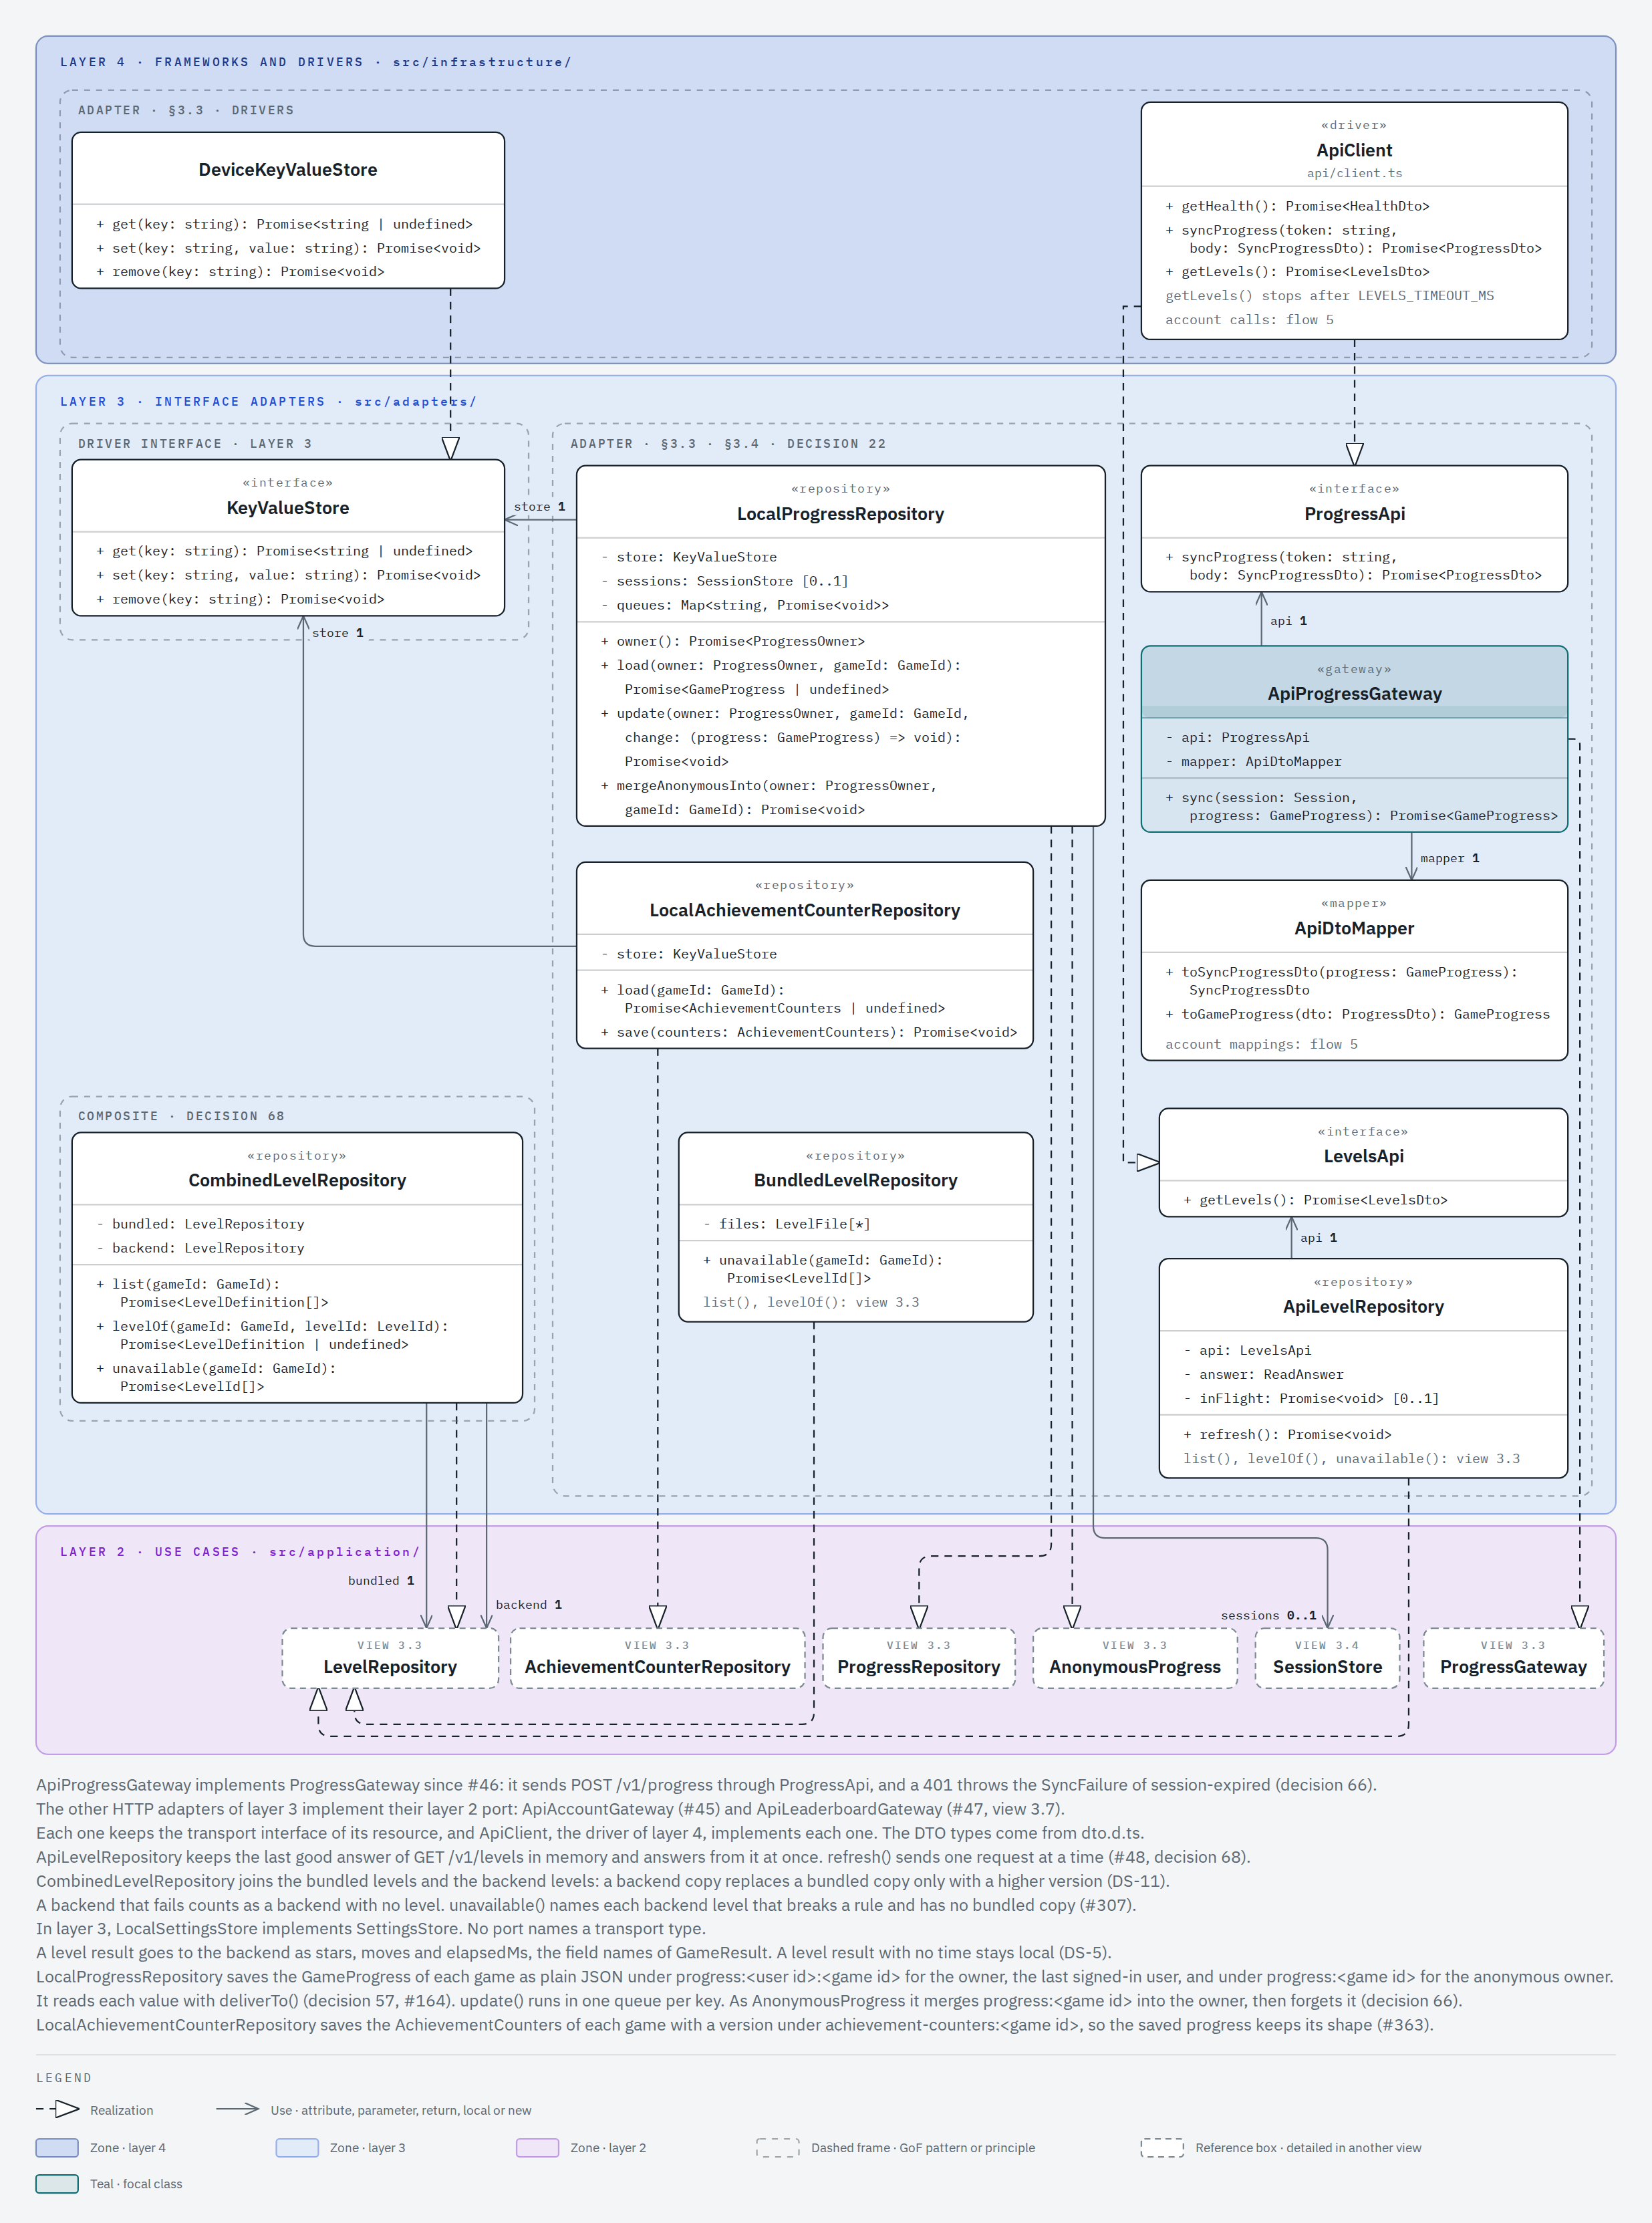 LAYER 4 · FRAMEWORKS AND DRIVERS · src/infrastructure/
ADAPTER · §3.3 · DRIVERS
DeviceKeyValueStore
+ get(key: string): Promise<string | undefined>
+ set(key: string, value: string): Promise<void>
+ remove(key: string): Promise<void>
«driver»
ApiClient
api/client.ts
+ getHealth(): Promise<HealthDto>
+ syncProgress(token: string,
body: SyncProgressDto): Promise<ProgressDto>
+ getLevels(): Promise<LevelsDto>
getLevels() stops after LEVELS_TIMEOUT_MS
account calls: flow 5
LAYER 3 · INTERFACE ADAPTERS · src/adapters/
DRIVER INTERFACE · LAYER 3
«interface»
KeyValueStore
+ get(key: string): Promise<string | undefined>
+ set(key: string, value: string): Promise<void>
+ remove(key: string): Promise<void>
store 1
store 1
ADAPTER · §3.3 · §3.4 · DECISION 22
«repository»
LocalProgressRepository
- store: KeyValueStore
- sessions: SessionStore [0..1]
- queues: Map<string, Promise<void>>
+ owner(): Promise<ProgressOwner>
+ load(owner: ProgressOwner, gameId: GameId):
Promise<GameProgress | undefined>
+ update(owner: ProgressOwner, gameId: GameId,
change: (progress: GameProgress) => void):
Promise<void>
+ mergeAnonymousInto(owner: ProgressOwner,
gameId: GameId): Promise<void>
«interface»
ProgressApi
+ syncProgress(token: string,
body: SyncProgressDto): Promise<ProgressDto>
api 1
«gateway»
ApiProgressGateway
- api: ProgressApi
- mapper: ApiDtoMapper
+ sync(session: Session,
progress: GameProgress): Promise<GameProgress>
mapper 1
«repository»
LocalAchievementCounterRepository
- store: KeyValueStore
+ load(gameId: GameId):
Promise<AchievementCounters | undefined>
+ save(counters: AchievementCounters): Promise<void>
«mapper»
ApiDtoMapper
+ toSyncProgressDto(progress: GameProgress):
SyncProgressDto
+ toGameProgress(dto: ProgressDto): GameProgress
account mappings: flow 5
COMPOSITE · DECISION 68
«repository»
CombinedLevelRepository
- bundled: LevelRepository
- backend: LevelRepository
+ list(gameId: GameId):
Promise<LevelDefinition[]>
+ levelOf(gameId: GameId, levelId: LevelId):
Promise<LevelDefinition | undefined>
+ unavailable(gameId: GameId):
Promise<LevelId[]>
«repository»
BundledLevelRepository
- files: LevelFile[*]
+ unavailable(gameId: GameId):
Promise<LevelId[]>
list(), levelOf(): view 3.3
«interface»
LevelsApi
+ getLevels(): Promise<LevelsDto>
api 1
«repository»
ApiLevelRepository
- api: LevelsApi
- answer: ReadAnswer
- inFlight: Promise<void> [0..1]
+ refresh(): Promise<void>
list(), levelOf(), unavailable(): view 3.3
LAYER 2 · USE CASES · src/application/
bundled 1
backend 1
sessions 0..1
VIEW 3.3
LevelRepository
VIEW 3.3
AchievementCounterRepository
VIEW 3.3
ProgressRepository
VIEW 3.3
AnonymousProgress
VIEW 3.4
SessionStore
VIEW 3.3
ProgressGateway
ApiProgressGateway implements ProgressGateway since #46: it sends POST /v1/progress through ProgressApi, and a 401 throws the SyncFailure of session-expired (decision 66).
The other HTTP adapters of layer 3 implement their layer 2 port: ApiAccountGateway (#45) and ApiLeaderboardGateway (#47, view 3.7).
Each one keeps the transport interface of its resource, and ApiClient, the driver of layer 4, implements each one. The DTO types come from dto.d.ts.
ApiLevelRepository keeps the last good answer of GET /v1/levels in memory and answers from it at once. refresh() sends one request at a time (#48, decision 68).
CombinedLevelRepository joins the bundled levels and the backend levels: a backend copy replaces a bundled copy only with a higher version (DS-11).
A backend that fails counts as a backend with no level. unavailable() names each backend level that breaks a rule and has no bundled copy (#307).
In layer 3, LocalSettingsStore implements SettingsStore. No port names a transport type.
A level result goes to the backend as stars, moves and elapsedMs, the field names of GameResult. A level result with no time stays local (DS-5).
LocalProgressRepository saves the GameProgress of each game as plain JSON under progress:<user id>:<game id> for the owner, the last signed-in user, and under progress:<game id> for the anonymous owner.
It reads each value with deliverTo() (decision 57, #164). update() runs in one queue per key. As AnonymousProgress it merges progress:<game id> into the owner, then forgets it (decision 66).
LocalAchievementCounterRepository saves the AchievementCounters of each game with a version under achievement-counters:<game id>, so the saved progress keeps its shape (#363).
LEGEND
Realization
Use · attribute, parameter, return, local or new
Zone · layer 4
Zone · layer 3
Zone · layer 2
Dashed frame · GoF pattern or principle
Reference box · detailed in another view
Teal · focal class